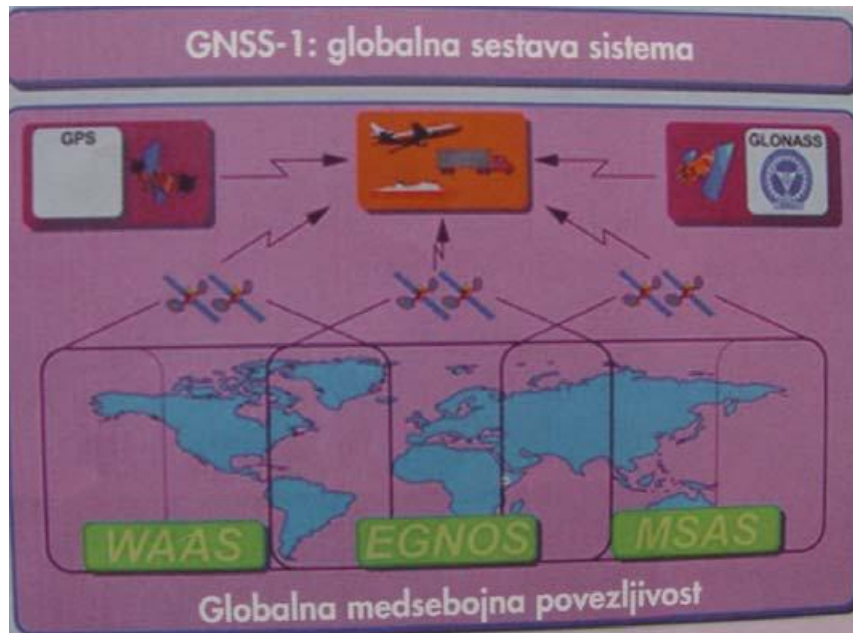 GNSS-1: globalna sestava sistema
GPS
GLONASS
WAAS
EGNOS
MSAS
Globalna medsebojna povezljivost